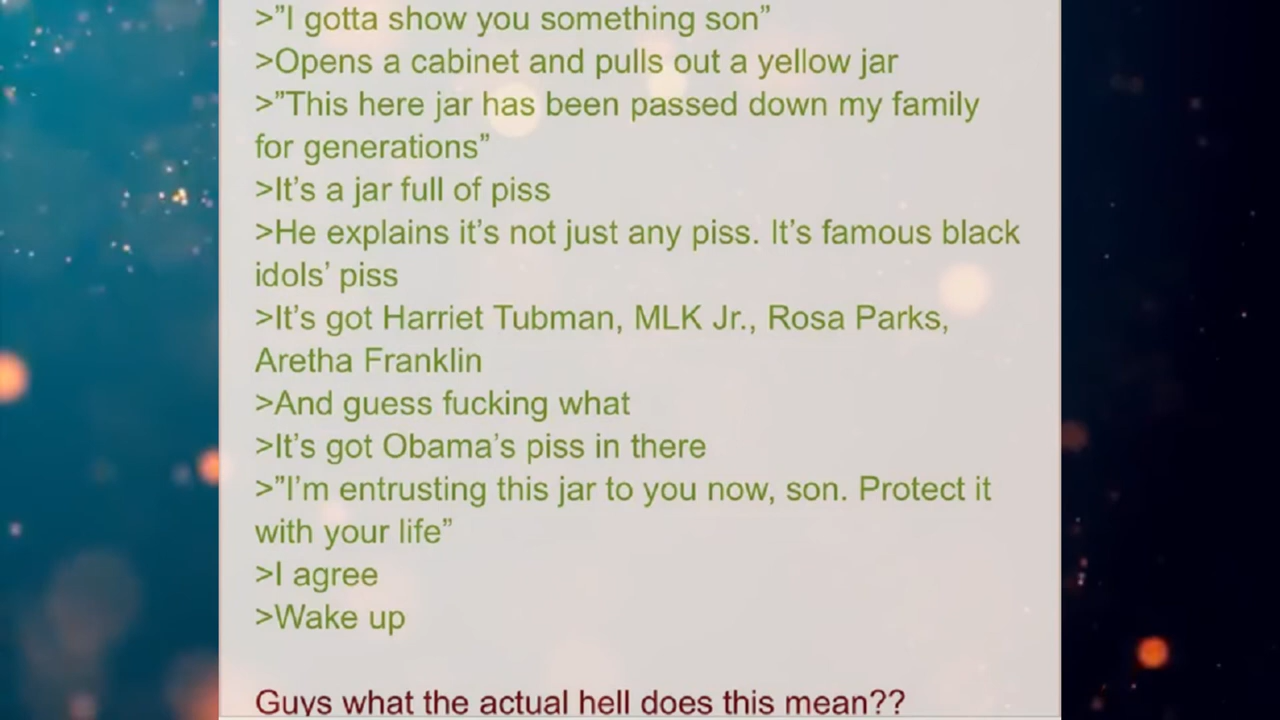 >”I gotta show you something son”
>Opens a cabinet and pulls out a yellow jar
>”This here jar has been passed down my family
for generations”
>It’s a jar full of piss
>He explains it’s not just any piss. It’s famous black
idols’ piss
>It’s got Harriet Tubman, MLK Jr., Rosa Parks,
Aretha Franklin
>And guess fucking what
>It’s got Obama’s piss in there
>”I’m entrusting this jar to you now, son. Protect it
with your life”
>I agree
>Wake up
Guys what the actual hell does this mean??